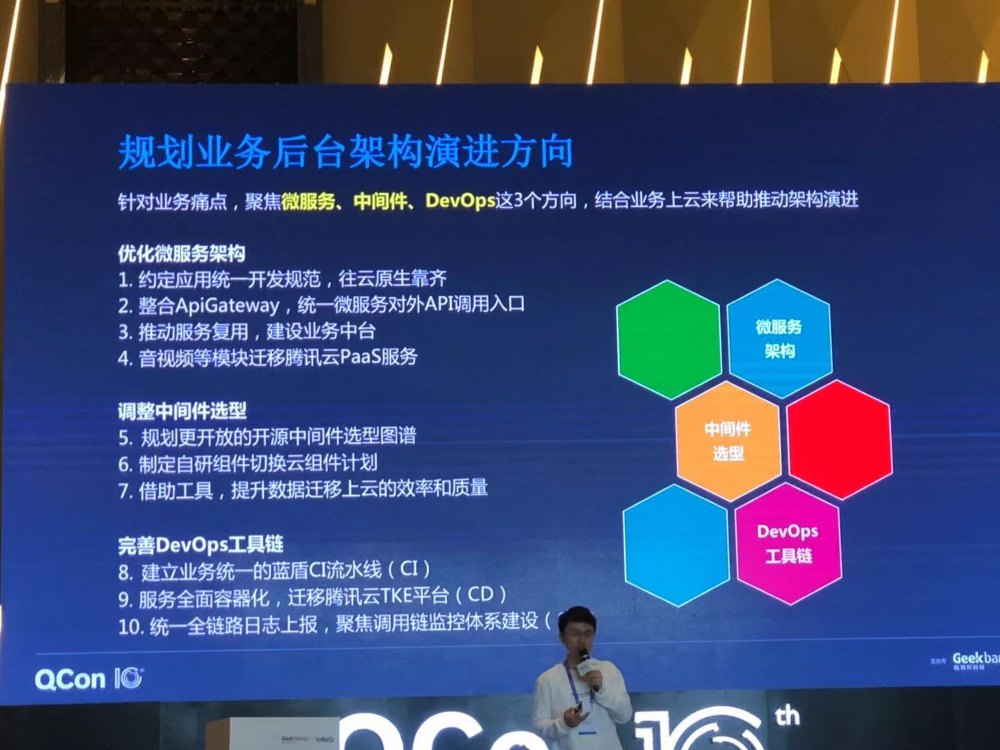 规划业务后台架构演进方向
针对业务痛点，聚焦微服务、中间件、DevOps这3个方向，结合业务上云来帮助推动架构演进
优化微服务架构
1. 约定应用统一开发规范，往云原生靠齐
2. 整合ApiGateway，统一微服务对外API调用入口
3. 推动服务复用，建设业务中台
4. 音视频等模块迁移腾讯云PaaS服务
调整中间件选型
5. 规划更开放的开源中间件选型图谱
6. 制定自研组件切换云组件计划
7. 借助工具，提升数据迁移上云的效率和质量
完善DevOps工具链
8. 建立业务统一的蓝盾CI流水线（CI）
9. 服务全面容器化，迁移腾讯云TKE平台（CD）
10. 统一全链路日志上报，聚焦调用链监控体系建设（
微服务
架构
中间件
选型
DevOps
工具链
QCon 10th
主办方 Geekban
极客邦科技
QCo 10th
Geekbang InfoQ